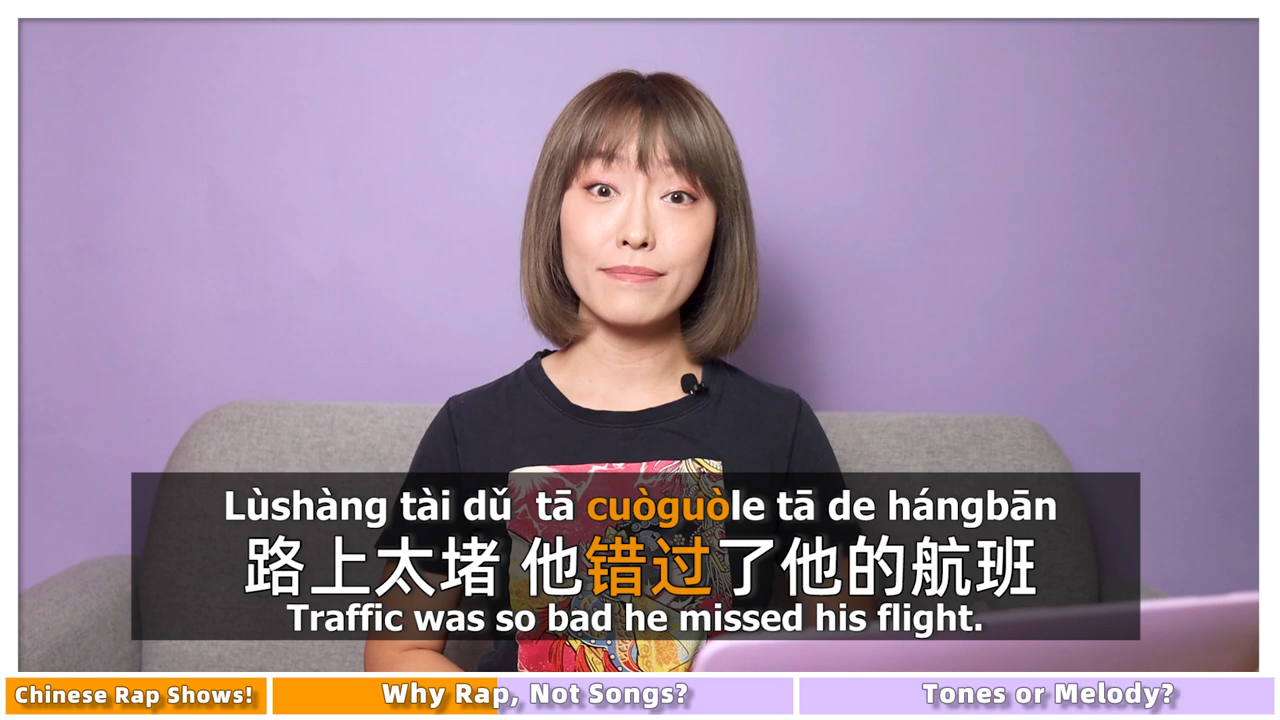 Lùshàng tài dǔ tā cuòguòle tā de hángbān
路上太堵 他错过了他的航班
Traffic was so bad he missed his flight.
Chinese Rap Shows!
Why Rap, Not Songs?
Tones or Melody?